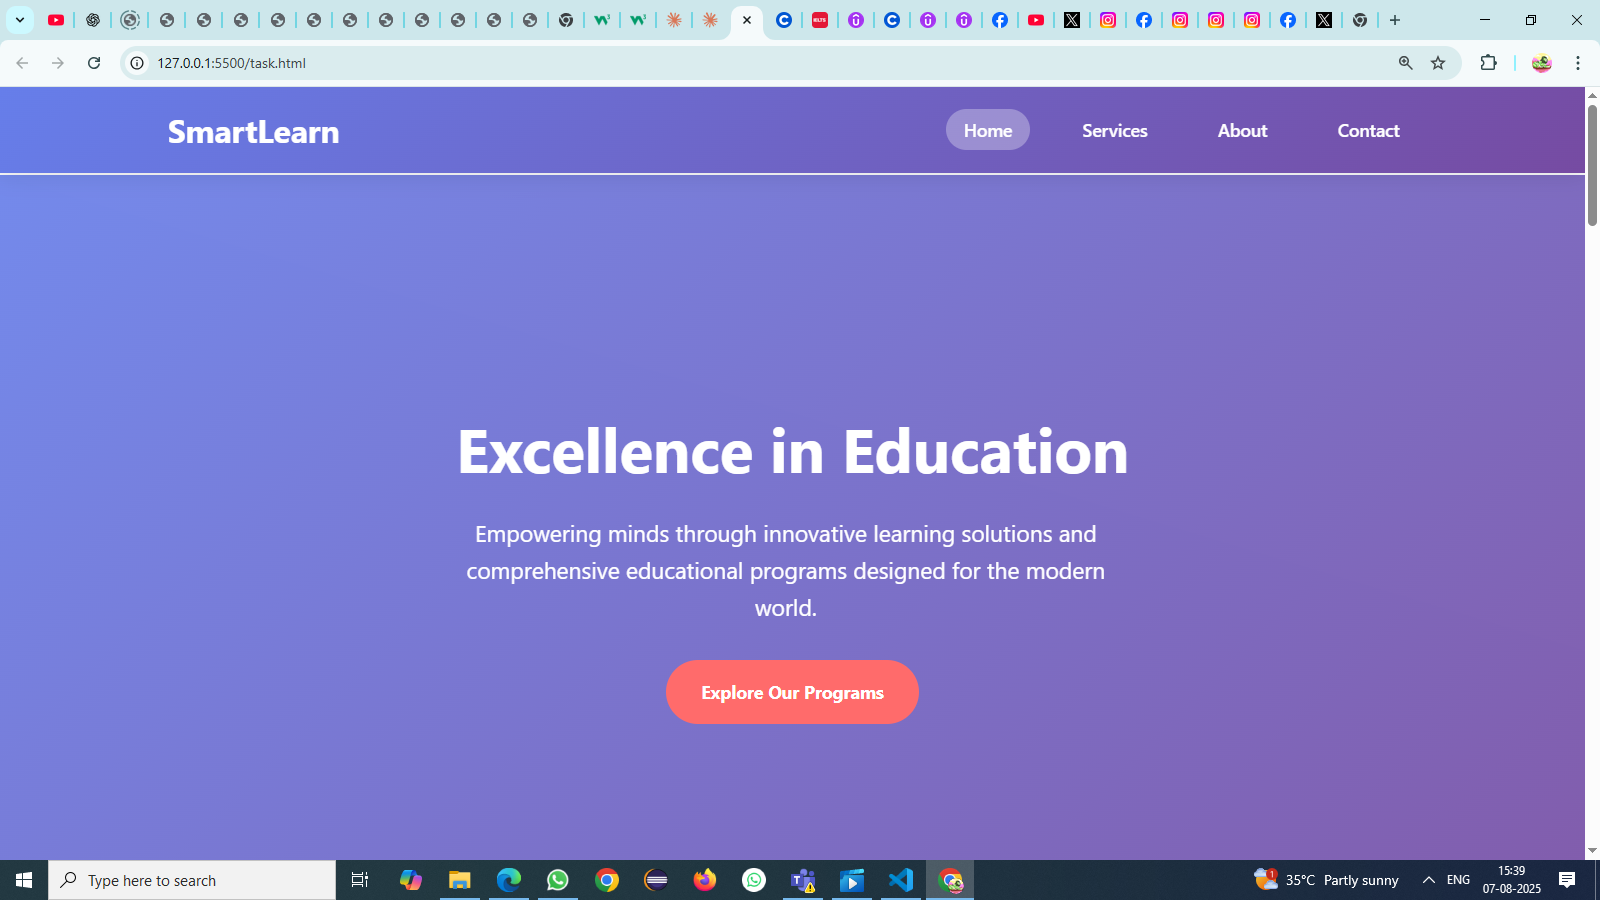 127.0.0.1:5500/task.html
SmartLearn
Home Services About Contact
Excellence in Education
Empowering minds through innovative learning solutions and
comprehensive educational programs designed for the modern
world.
Explore Our Programs
Type here to search
1
35°C Partly sunny
ENG
15:39
07-08-2025